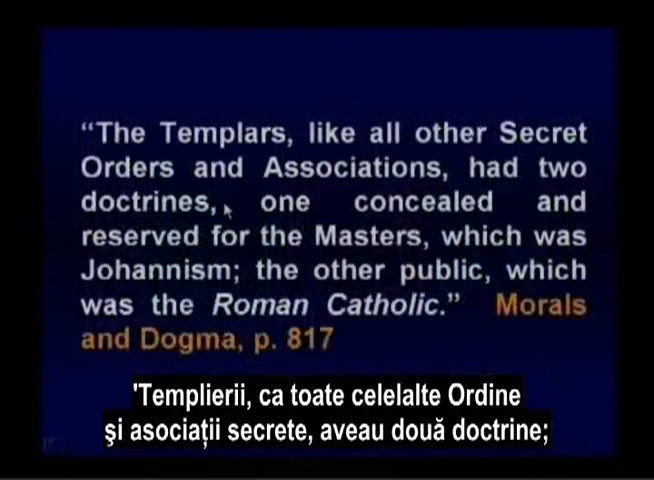 “The Templars, like all other Secret
Orders and Associations, had two
doctrines, one concealed and
reserved for the Masters, which was
Johannism; the other public, which
was the Roman Catholic.” Morals
and Dogma, p. 817
'Templierii, ca toate celelalte Ordine
şi asociaţii secrete, aveau două doctrine;